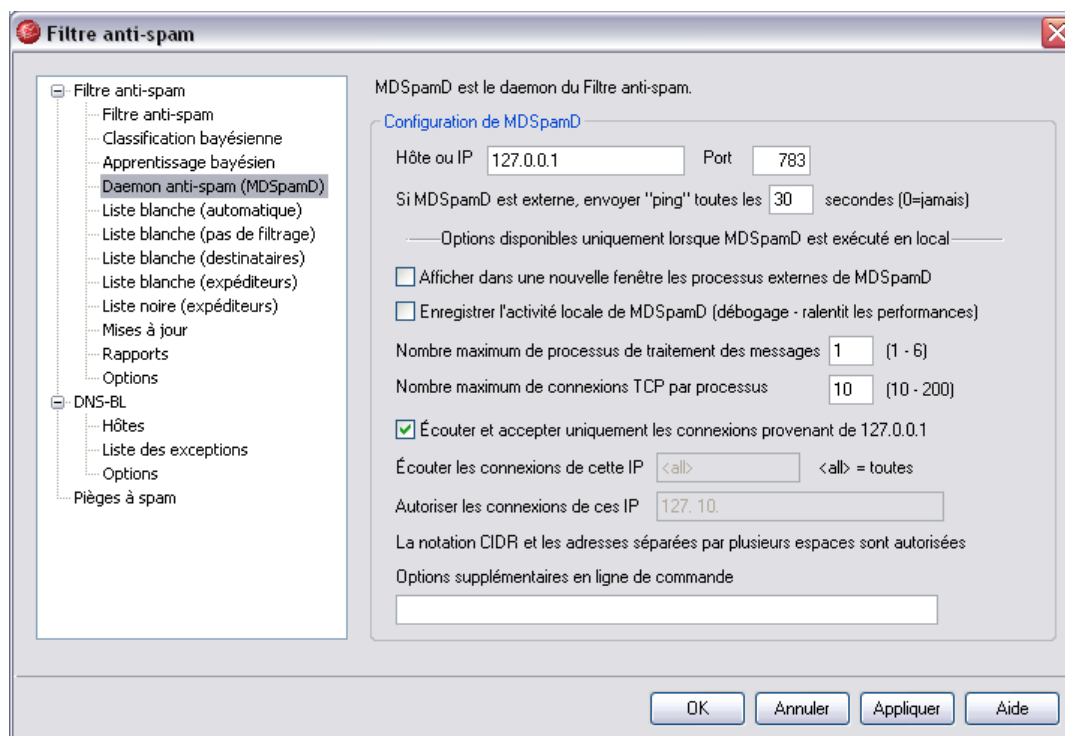 Filtre anti-spam
Filtre anti-spam
Filtre anti-spam
Classification bayésienne
Apprentissage bayésien
Daemon anti-spam (MDSpamD)
Liste blanche (automatique)
Liste blanche (pas de filtrage)
Liste blanche (destinataires)
Liste blanche (expéditeurs)
Liste noire (expéditeurs)
Mises à jour
Rapports
Options
DNS-BL
Hôtes
Liste des exceptions
Options
Pièges à spam
MDSpamD est le daemon du Filtre anti-spam.
Configuration de MDSpamD
Hôte ou IP 127.0.0.1 Port 783
Si MDSpamD est externe, envoyer "ping" toutes les 30 secondes (0=jamais)
Options disponibles uniquement lorsque MDSpamD est exécuté en local
Afficher dans une nouvelle fenêtre les processus externes de MDSpamD
Enregistrer l'activité locale de MDSpamD (débogage - ralentit les performances)
Nombre maximum de processus de traitement des messages 1 (1 - 6)
Nombre maximum de connexions TCP par processus 10 (10 - 200)
Écouter et accepter uniquement les connexions provenant de 127.0.0.1
Écouter les connexions de cette IP <all> <all> = toutes
Autoriser les connexions de ces IP 127. 10.
La notation CIDR et les adresses séparées par plusieurs espaces sont autorisées
Options supplémentaires en ligne de commande
OK Annuler Appliquer Aide